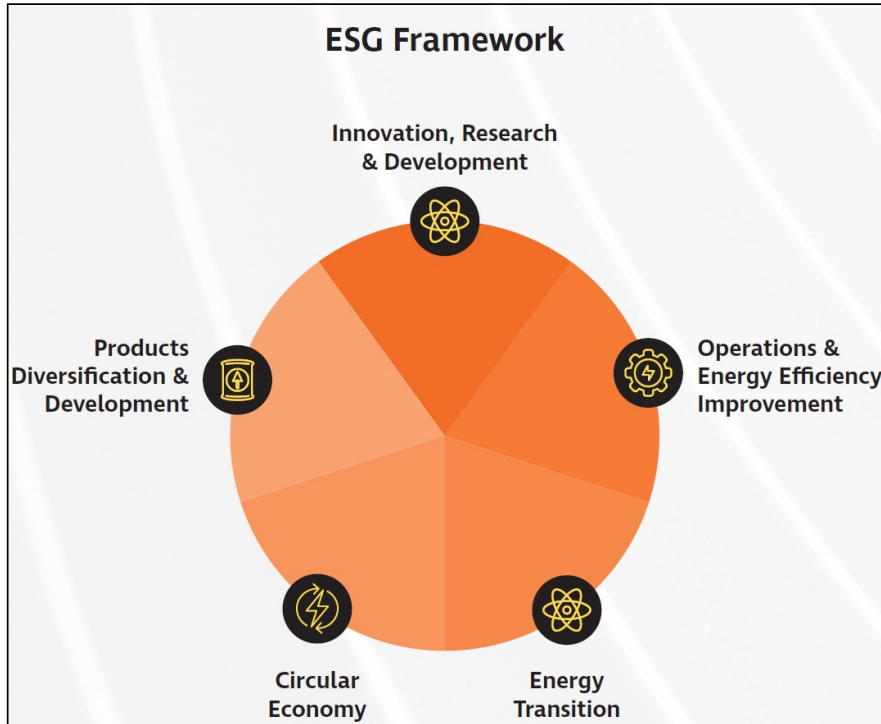 ESG Framework
Innovation, Research
& Development
Products
Diversification &
Development
Operations &
Energy Efficiency
Improvement
Circular
Economy
Energy
Transition